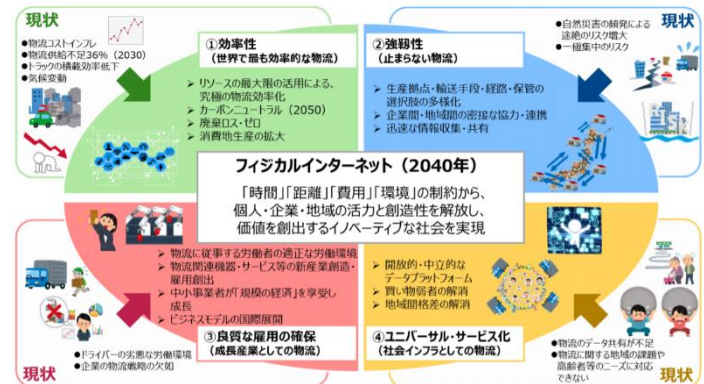 現状
●物流コストインフレ
●物流供給不足36%（2030）
●トラックの積載効率低下
●気候変動
①効率性
（世界で最も効率的な物流）
➢ リソースの最大限の活用による、
究極の物流効率化
➢ カーボンニュートラル（2050）
➢ 廃棄ロス・ゼロ
➢ 消費地生産の拡大
②強靭性
（止まらない物流）
➢ 生産拠点・輸送手段・経路・保管の
選択肢の多様化
➢ 企業間・地域間の密接な協力・連携
➢ 迅速な情報収集・共有
現状
●自然災害の頻発による
途絶のリスク増大
●一極集中のリスク
フィジカルインターネット（2040年）
「時間」「距離」「費用」「環境」の制約から、
個人・企業・地域の活力と創造性を解放し、
価値を創出するイノベーティブな社会を実現
➢ 物流に従事する労働者の適正な労働環境
➢ 物流関連機器・サービス等の新産業創造・
雇用創出
➢ 中小事業者が「規模の経済」を享受し
成長
➢ ビジネスモデルの国際展開
③良質な雇用の確保
（成長産業としての物流）
●ドライバーの劣悪な労働環境
●企業の物流戦略の欠如
現状
➢ 開放的・中立的な
データプラットフォーム
➢ 買い物弱者の解消
➢ 地域間格差の解消
④ユニバーサル・サービス化
（社会インフラとしての物流）
●物流のデータ共有が不足
●物流に関する地域の課題や
高齢者等のニーズに対応
できない
現状